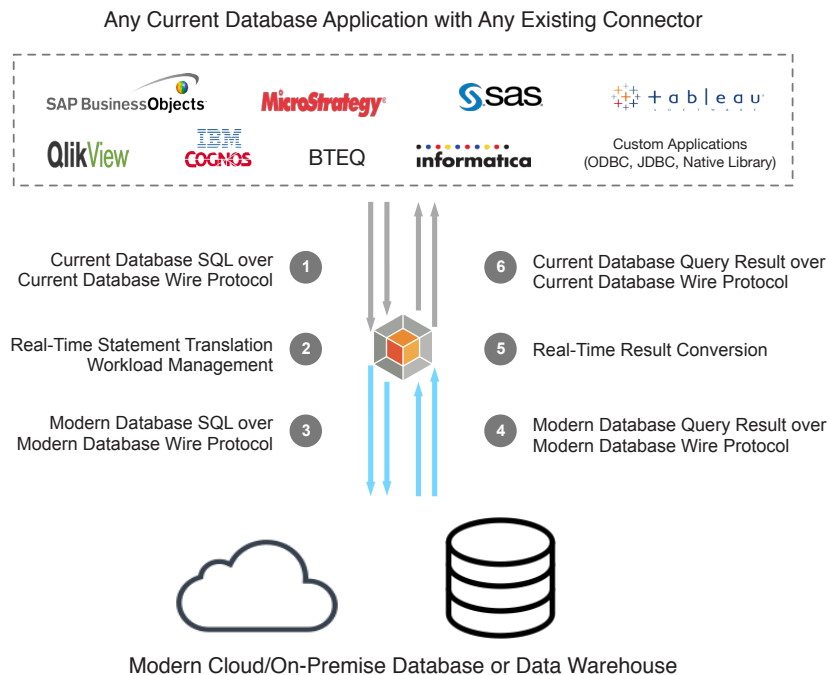 Any Current Database Application with Any Existing Connector
SAP BusinessObjects
MicroStrategy
sas
+ a b l e a u
S O F T W A R E
QlikView
IBM
COGNOS
BTEQ
informatica
Custom Applications
(ODBC, JDBC, Native Library)
Current Database SQL over
Current Database Wire Protocol
1
6
Current Database Query Result over
Current Database Wire Protocol
Real-Time Statement Translation
Workload Management
2
5
Real-Time Result Conversion
Modern Database SQL over
Modern Database Wire Protocol
3
4
Modern Database Query Result over
Modern Database Wire Protocol
Modern Cloud/On-Premise Database or Data Warehouse